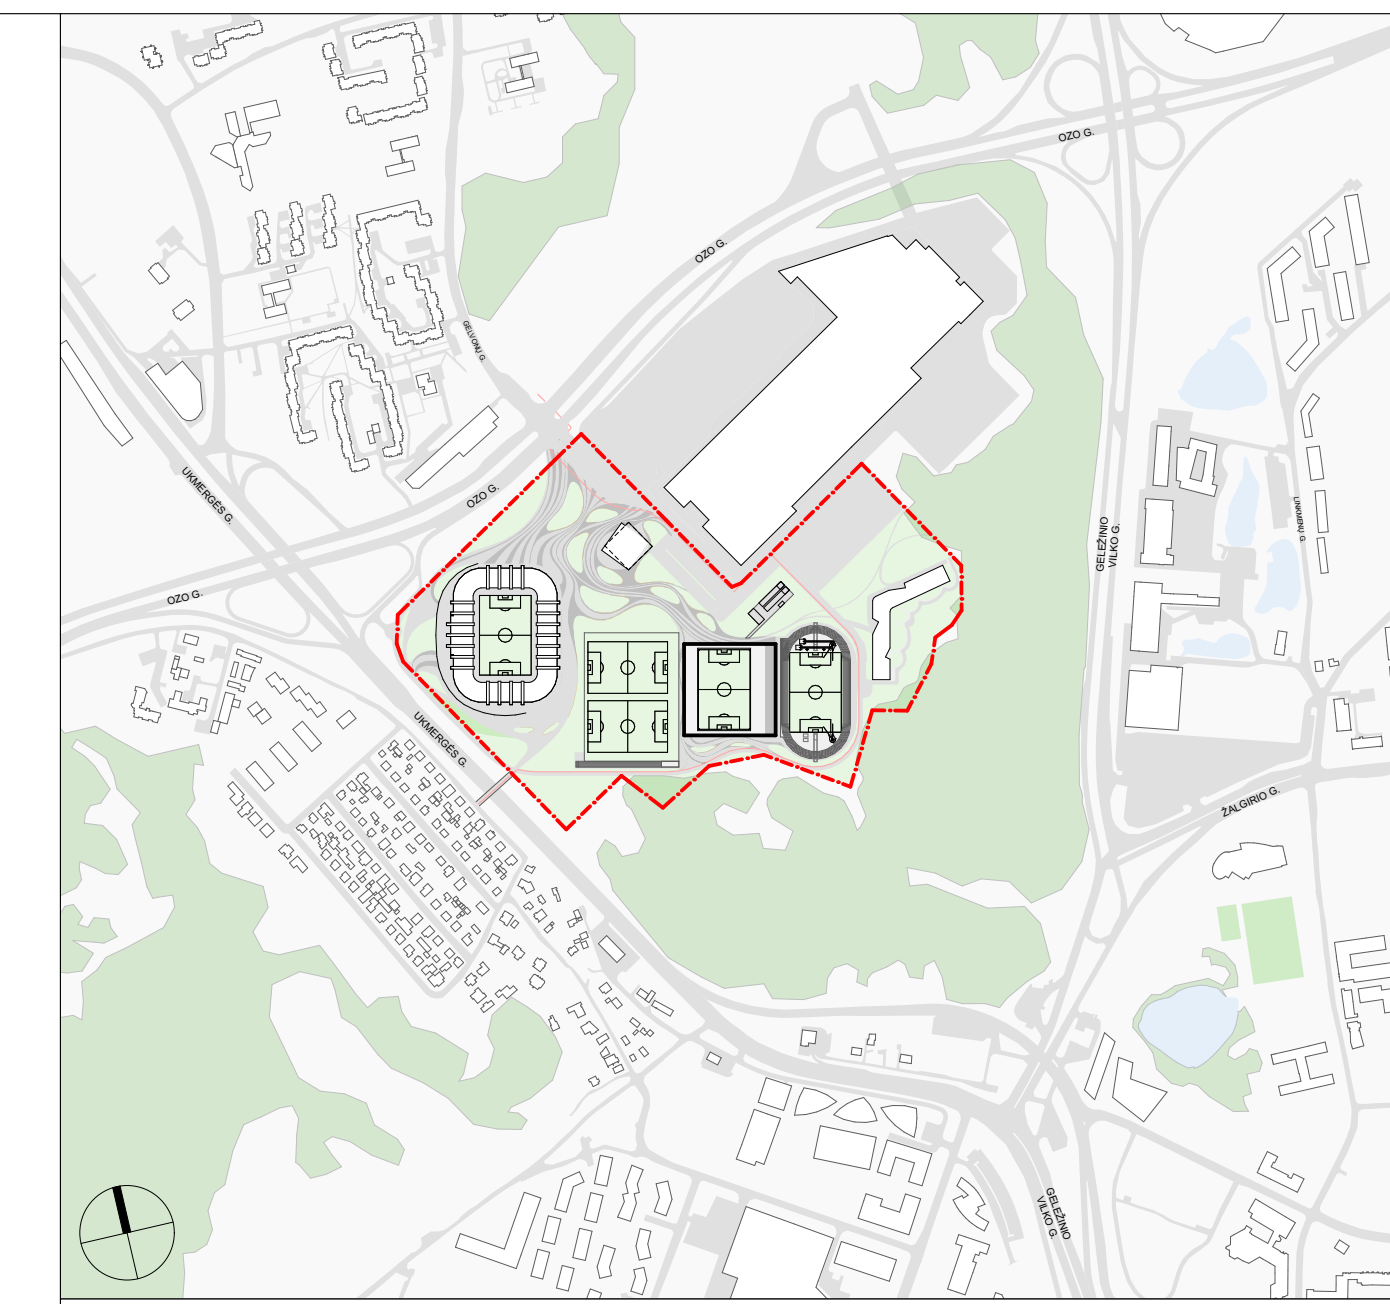 OZO G.
OZO G.
GELVONŲ G.
UKMERGĖS G.
OZO G.
LINKMENŲ G.
GELEŽINIO
VILKO G.
OZO G.
UKMERGĖS G.
ŽALGIRIO G.
GELEŽINIO
VILKO G.